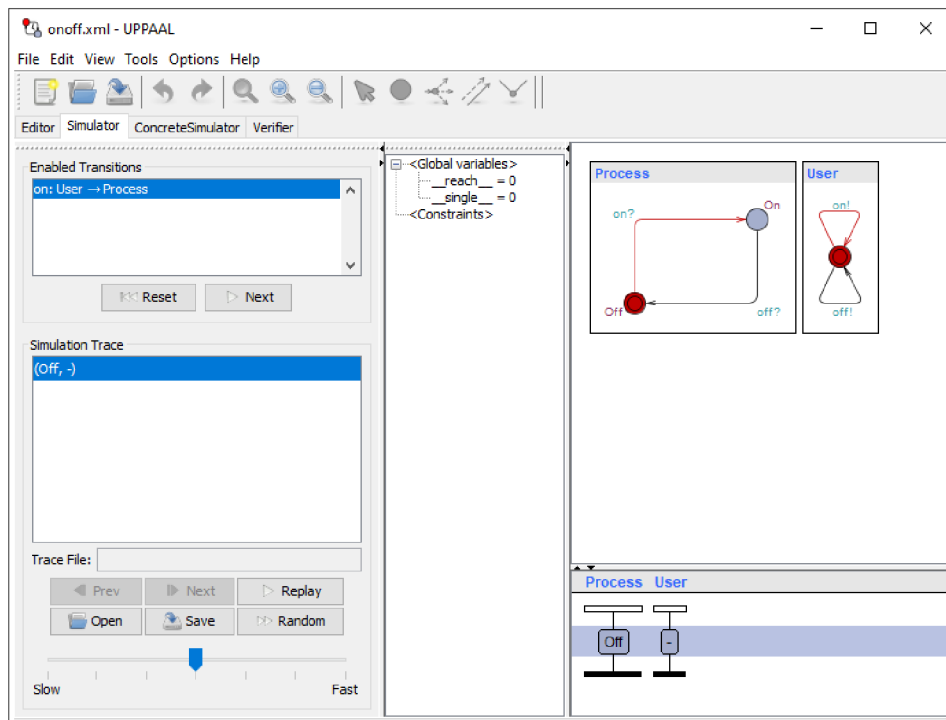 onoff.xml - UPPAAL
File Edit View Tools Options Help
Editor Simulator ConcreteSimulator Verifier
Enabled Transitions
on: User → Process
Reset Next
Simulation Trace
(Off, -)
Trace File:
Prev Next Replay
Open Save Random
Slow Fast
<Global variables>
__reach__ = 0
__single__ = 0
<Constraints>
Process
on?
On
Off
off?
User
on!
off!
Process User
Off -